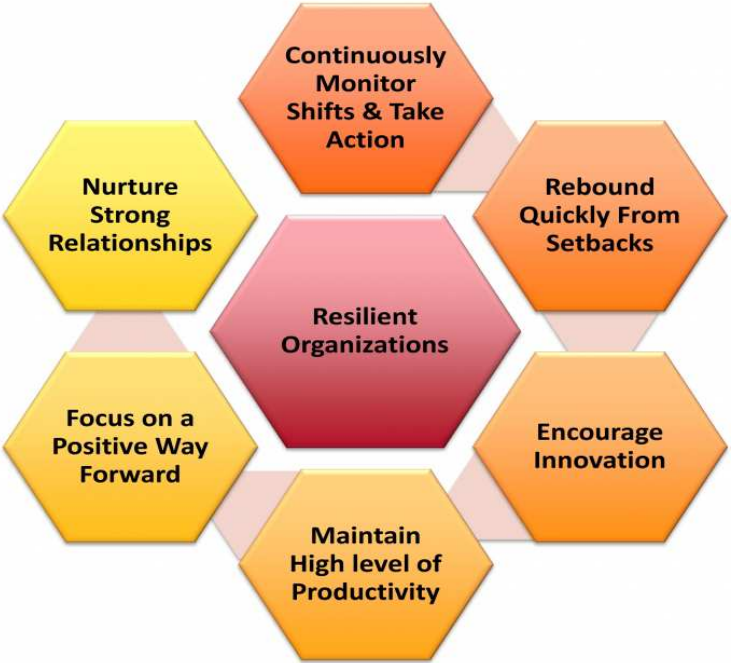 Continuously
Monitor
Shifts & Take
Action
Rebound
Quickly From
Setbacks
Encourage
Innovation
Maintain
High level of
Productivity
Focus on a
Positive Way
Forward
Nurture
Strong
Relationships
Resilient
Organizations